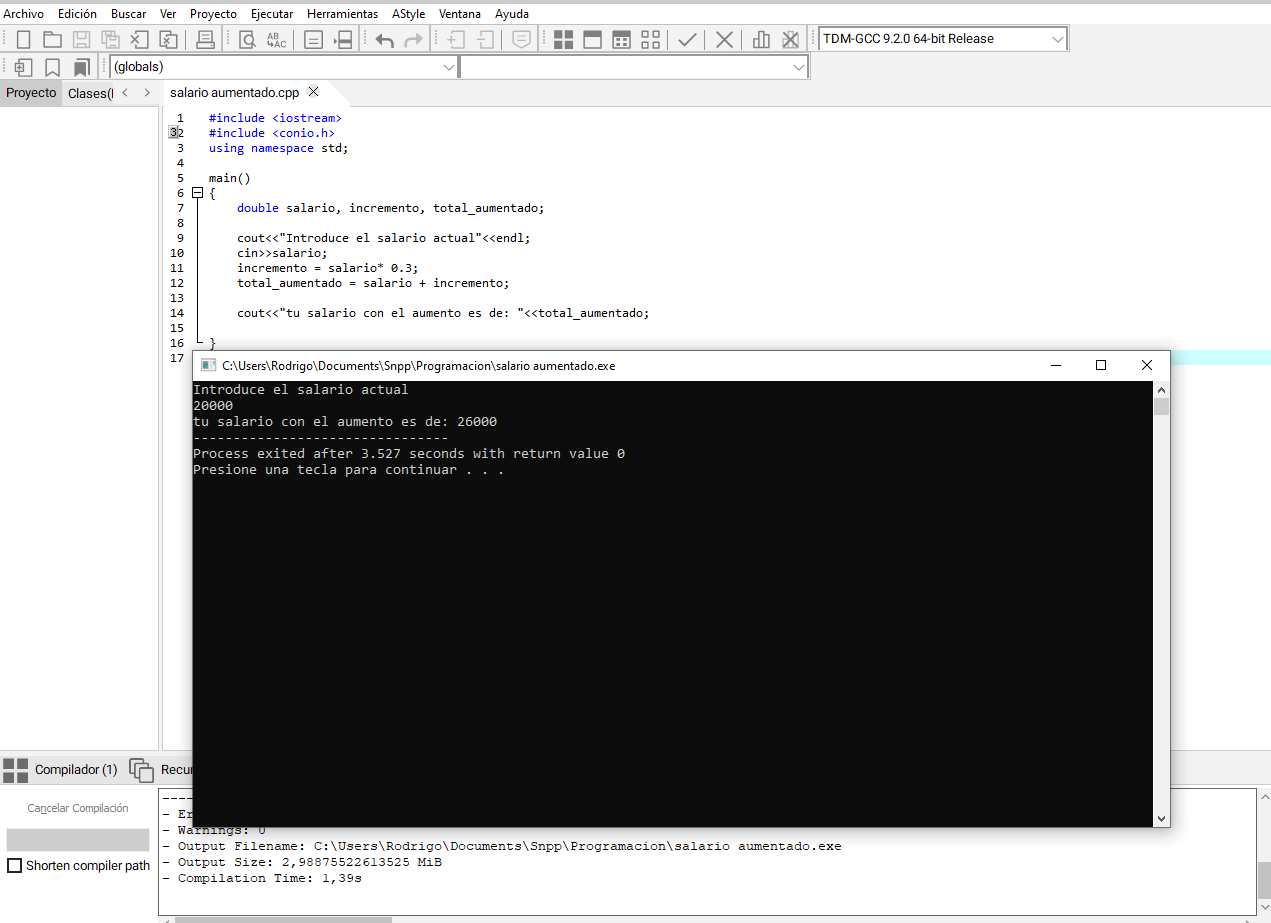 Archivo Edición Buscar Ver Proyecto Ejecutar Herramientas AStyle Ventana Ayuda
TDM-GCC 9.2.0 64-bit Release
(globals)
Proyecto Clases(
salario aumentado.cpp
1 #include <iostream>
2 #include <conio.h>
3 using namespace std;
4
5 main()
6 {
7 double salario, incremento, total_aumentado;
8
9 cout<<"Introduce el salario actual"<<endl;
10 cin>>salario;
11 incremento = salario* 0.3;
12 total_aumentado = salario + incremento;
13
14 cout<<"tu salario con el aumento es de: "<<total_aumentado;
15
16 }
17
C:\Users\Rodrigo\Documents\Snpp\Programacion\salario aumentado.exe
Introduce el salario actual
20000
tu salario con el aumento es de: 26000
--------------------------------
Process exited after 3.527 seconds with return value 0
Presione una tecla para continuar . . .
Compilador (1)
Cancelar Compilación
Shorten compiler path
- Warnings: 0
- Output Filename: C:\Users\Rodrigo\Documents\Snpp\Programacion\salario aumentado.exe
- Output Size: 2,98875522613525 MiB
- Compilation Time: 1,39s